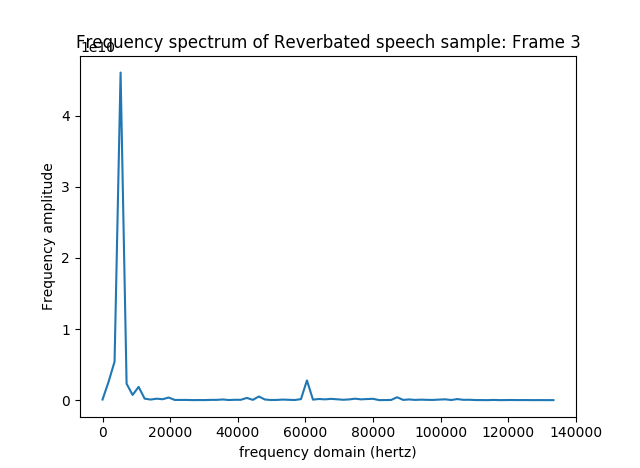 Frequency spectrum of Reverbated speech sample: Frame 3
1e10
4
3
2
1
0
Frequency amplitude
0 20000 40000 60000 80000 100000 120000 140000
frequency domain (hertz)